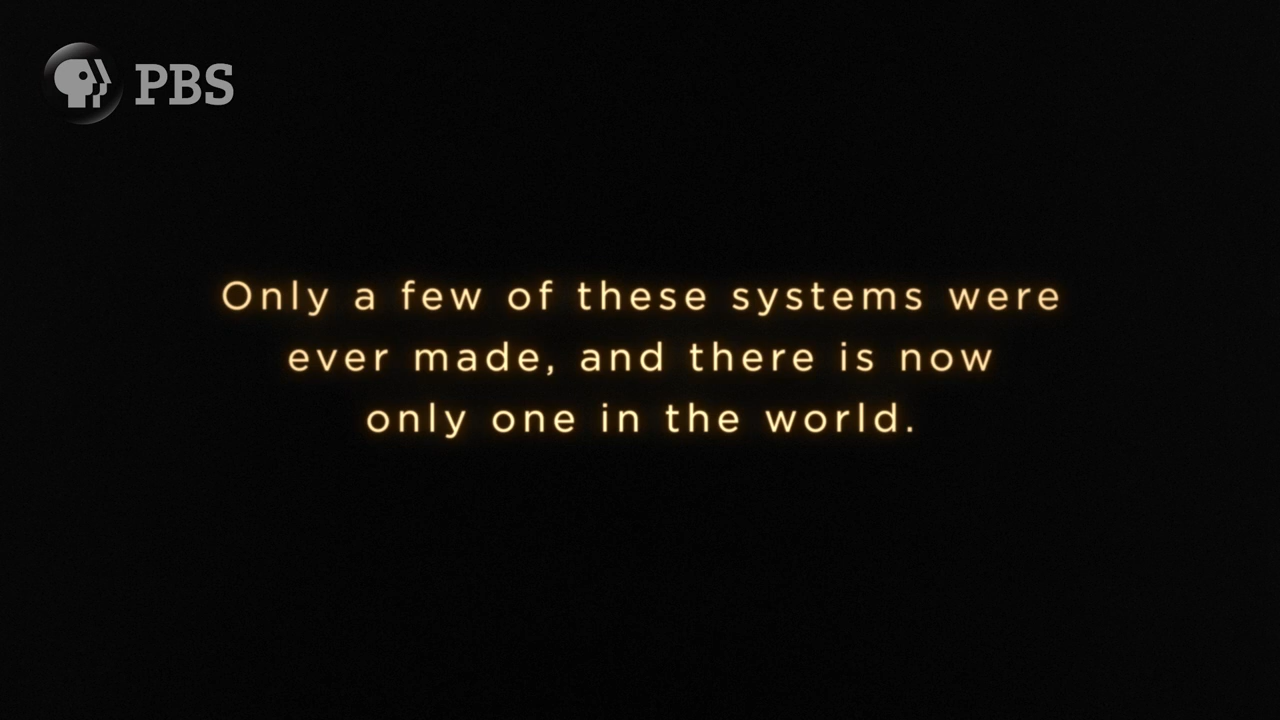 PBS
Only a few of these systems were
ever made, and there is now
only one in the world.